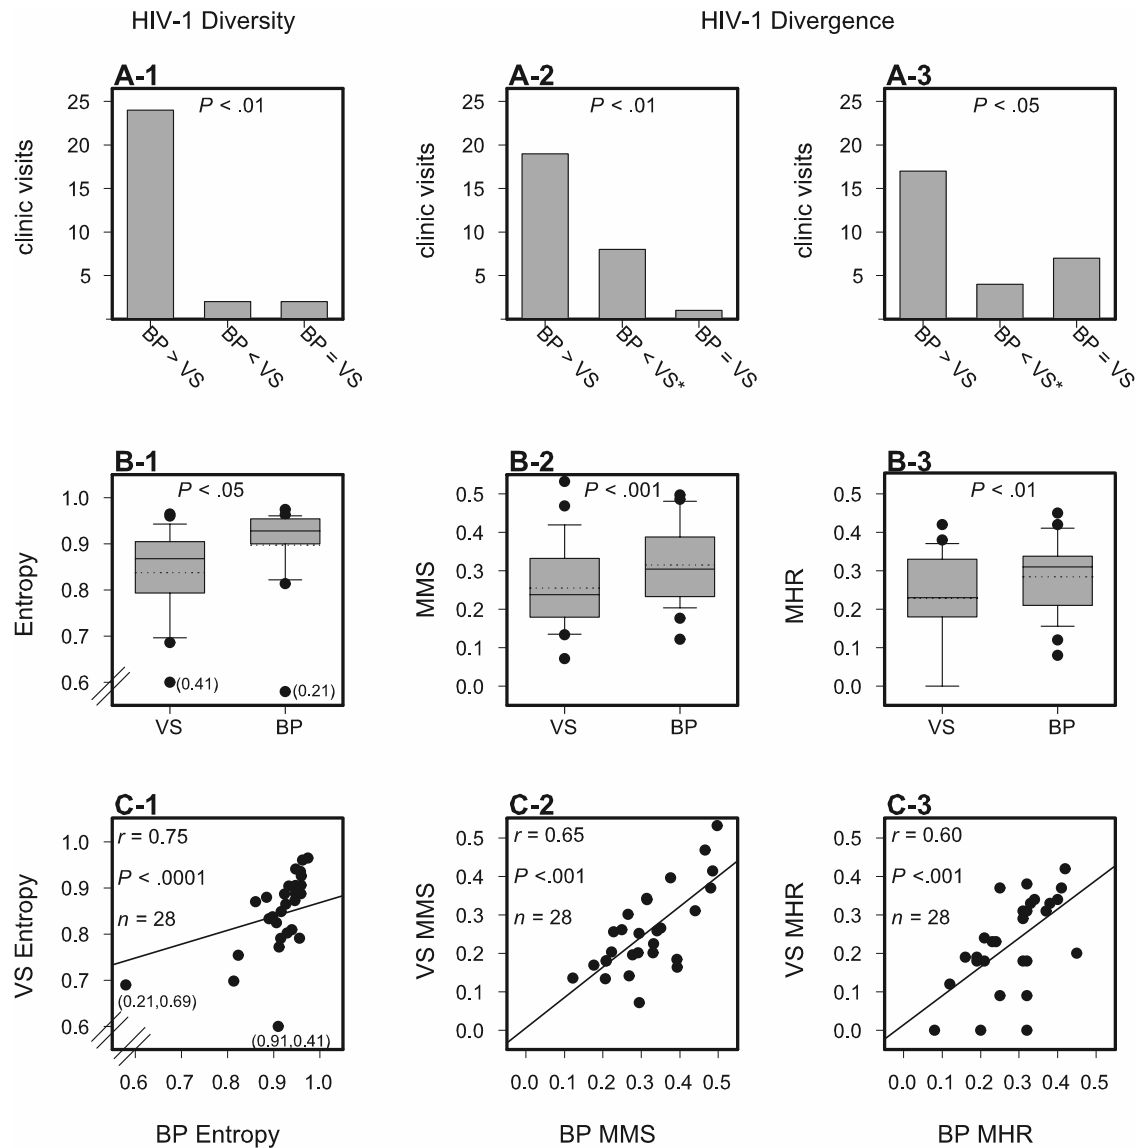 HIV-1 Diversity HIV-1 Divergence
A-1 A-2 A-3
P < .01 P < .01 P < .05
clinic visits clinic visits clinic visits
25 25 25
20 20 20
15 15 15
10 10 10
5 5 5
BP > VS BP < VS BP = VS BP > VS BP < VS* BP = VS BP > VS BP < VS* BP = VS
B-1 B-2 B-3
P < .05 P < .001 P < .01
Entropy MMS MHR
1.0 0.5 0.5
0.9 0.4 0.4
0.8 0.3 0.3
0.7 0.2 0.2
0.6 0.1 0.1
0.0 0.0
(0.41) (0.21)
VS BP VS BP VS BP
C-1 C-2 C-3
r = 0.75 r = 0.65 r = 0.60
P < .0001 P <.001 P <.001
n = 28 n = 28 n = 28
VS Entropy VS MMS VS MHR
1.0 0.5 0.5
0.9 0.4 0.4
0.8 0.3 0.3
0.7 0.2 0.2
0.6 0.1 0.1
0.0 0.0
(0.21,0.69)
(0.91,0.41)
0.6 0.7 0.8 0.9 1.0 0.0 0.1 0.2 0.3 0.4 0.5 0.0 0.1 0.2 0.3 0.4 0.5
BP Entropy BP MMS BP MHR